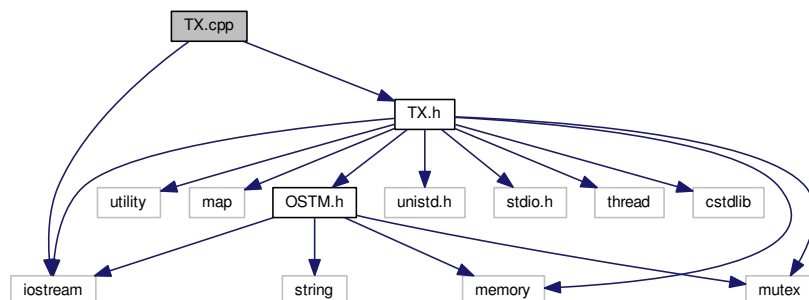 TX.cpp
TX.h
utility
map
OSTM.h
unistd.h
stdio.h
thread
cstdlib
iostream
string
memory
mutex